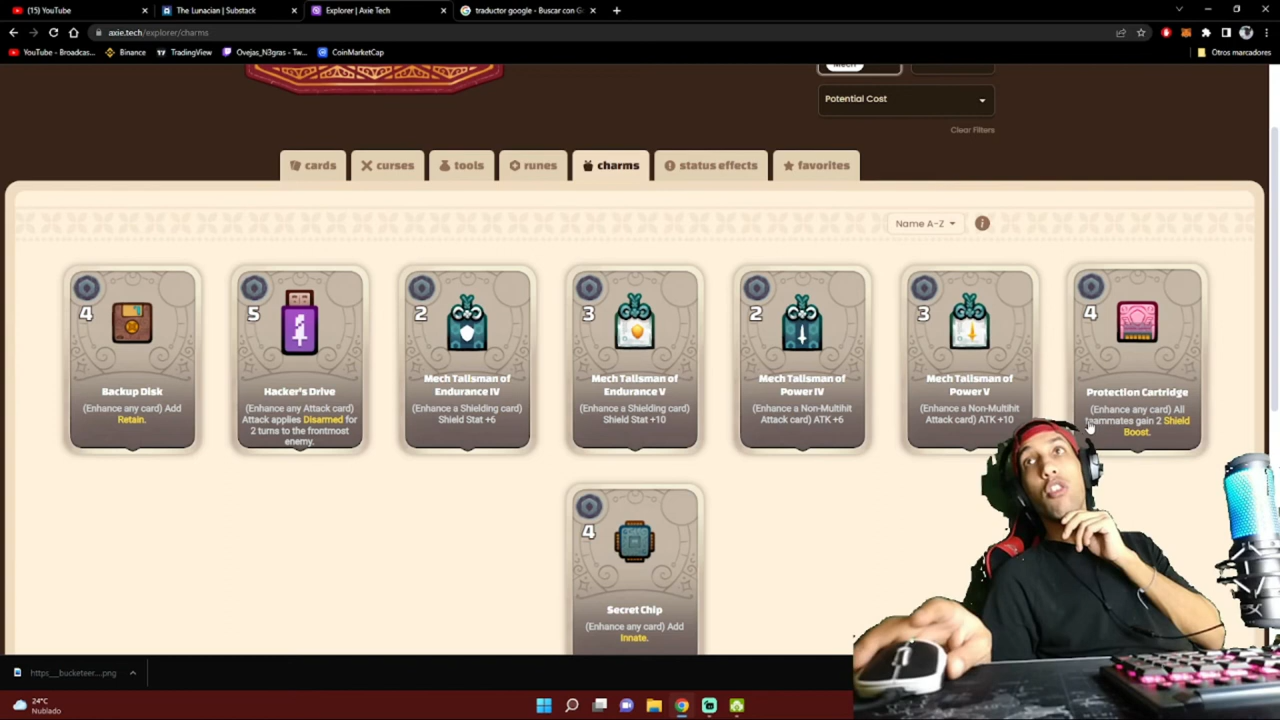 (15) YouTube
The Lunacian | Substack
Explorer | Axie Tech
traductor google - Buscar con G
axie.tech/explorer/charms
YouTube - Broadcas...
Binance
TradingView
Ovejas_N3gras - Tw...
CoinMarketCap
Otros marcadores
Mech
Potential Cost
Clear Filters
cards
curses
tools
runes
charms
status effects
favorites
Name A-Z
4
Backup Disk
(Enhance any card) Add
Retain.
5
Hacker's Drive
(Enhance any Attack card)
Attack applies Disarmed for
2 turns to the frontmost
enemy.
2
Mech Talisman of
Endurance IV
(Enhance a Shielding card)
Shield Stat +6
3
Mech Talisman of
Endurance V
(Enhance a Shielding card)
Shield Stat +10
2
Mech Talisman of
Power IV
(Enhance a Non-Multihit
Attack card) ATK +6
3
Mech Talisman of
Power V
(Enhance a Non-Multihit
Attack card) ATK +10
4
Protection Cartridge
(Enhance any card) All
teammates gain 2 Shield
Boost.
4
Secret Chip
(Enhance any card) Add
Innate.
https__bucketeer....png
24°C
Nublado